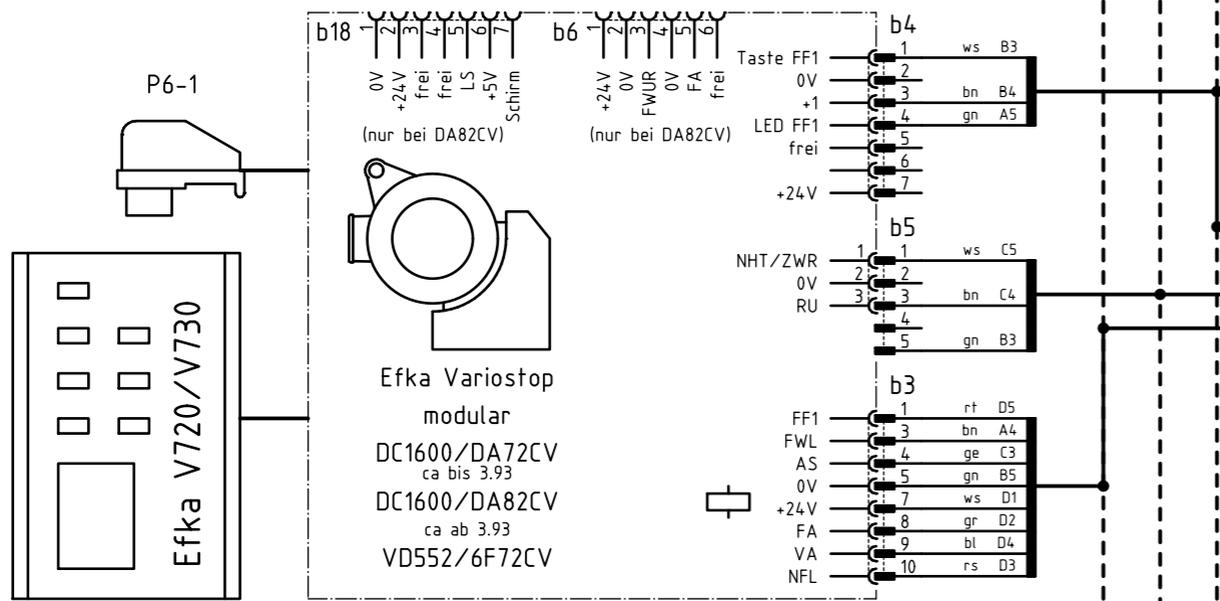 b18
1 2 3 4 5 6 7
0V +24V frei frei LS +5V Schirm
(nur bei DA82CV)
b6
1 2 3 4 5 6
+24V 0V FWUR 0V FA frei
(nur bei DA82CV)
P6-1
Efka V720/V730
Efka Variostop
modular
DC1600/DA72CV
ca bis 3.93
DC1600/DA82CV
ca ab 3.93
VD552/6F72CV
b4
Taste FF1 1 ws B3
0V 2
+1 3 bn B4
LED FF1 4 gn A5
frei 5
6
+24V 7
b5
NHT/ZWR 1 1 ws C5
0V 2 2
RU 3 3 bn C4
4
5 gn B3
b3
FF1 1 rt D5
FWL 3 bn A4
AS 4 ge C3
0V 5 gn B5
+24V 7 ws D1
FA 8 gr D2
VA 9 bl D4
NFL 10 rs D3